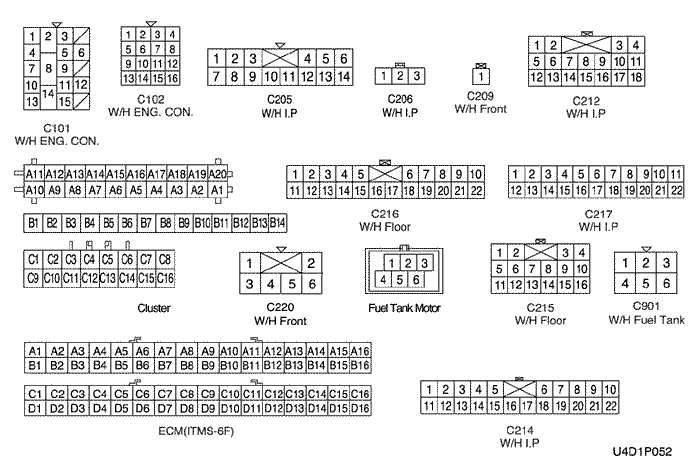 1 2 3
4 5 6
7 8 9
10 11 12
13 14 15
C101
W/H ENG. CON.
1 2 3 4
5 6 7 8
9 10 11 12
13 14 15 16
C102
W/H ENG. CON.
1 2 3 4 5 6
7 8 9 10 11 12 13 14
C205
W/H I.P
1 2 3
C206
W/H I.P
1
C209
W/H Front
1 2 3 4
5 6 7 8 9 10 11
12 13 14 15 16 17 18
C212
W/H I.P
A11 A12 A13 A14 A15 A16 A17 A18 A19 A20
A10 A9 A8 A7 A6 A5 A4 A3 A2 A1
B1 B2 B3 B4 B5 B6 B7 B8 B9 B10 B11 B12 B13 B14
C1 C2 C3 C4 C5 C6 C7 C8
C9 C10 C11 C12 C13 C14 C15 C16
Cluster
1 2 3 4 5 6 7 8 9 10
11 12 13 14 15 16 17 18 19 20 21 22
C216
W/H Floor
1 2 3 4 5 6 7 8 9 10 11
12 13 14 15 16 17 18 19 20 21 22
C217
W/H I.P
1 2
3 4 5 6
C220
W/H Front
1 2 3
4 5 6
Fuel Tank Motor
1 2 3 4
5 6 7 8 9 10
11 12 13 14 15 16
C215
W/H Floor
1 2 3
4 5 6
C901
W/H Fuel Tank
A1 A2 A3 A4 A5 A6 A7 A8 A9 A10 A11 A12 A13 A14 A15 A16
B1 B2 B3 B4 B5 B6 B7 B8 B9 B10 B11 B12 B13 B14 B15 B16
C1 C2 C3 C4 C5 C6 C7 C8 C9 C10 C11 C12 C13 C14 C15 C16
D1 D2 D3 D4 D5 D6 D7 D8 D9 D10 D11 D12 D13 D14 D15 D16
ECM(ITMS-6F)
1 2 3 4 5 6 7 8 9 10
11 12 13 14 15 16 17 18 19 20 21 22
C214
W/H I.P
U4D1P052